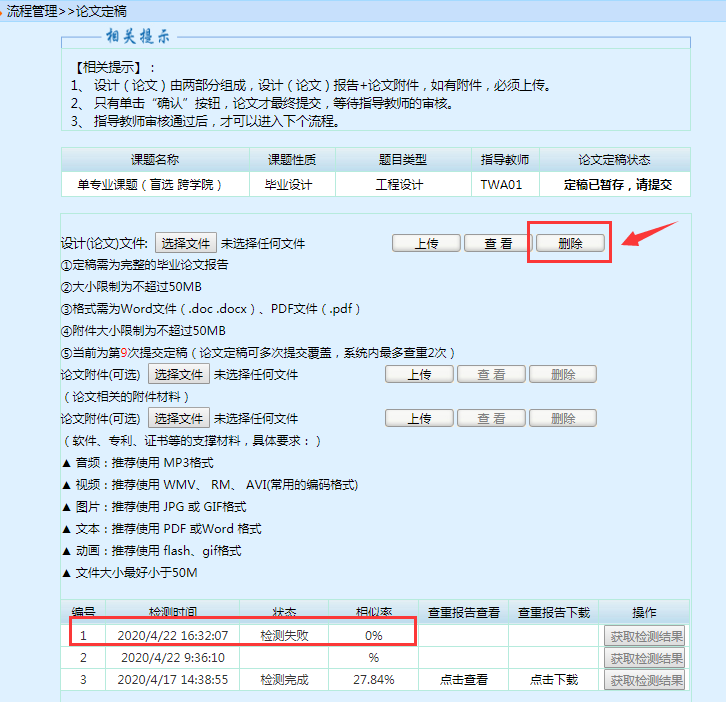 流程管理>>论文定稿
相关提示
【相关提示】:
1、 设计(论文)由两部分组成,设计(论文)报告+论文附件,如有附件,必须上传。
2、 只有单击“确认”按钮,论文才最终提交,等待指导教师的审核。
3、 指导教师审核通过后,才可以进入下个流程。
课题名称 课题性质 题目类型 指导教师 论文定稿状态
单专业课题(盲选 跨学院) 毕业设计 工程设计 TWA01 定稿已暂存,请提交
设计(论文)文件: 选择文件 未选择任何文件 上传 查 看 删除
①定稿需为完整的毕业论文报告
②大小限制为不超过50MB
③格式需为Word文件(.doc .docx)、PDF文件(.pdf)
④附件大小限制为不超过50MB
⑤当前为第9次提交定稿(论文定稿可多次提交覆盖,系统内最多查重2次)
论文附件(可选) 选择文件 未选择任何文件 上传 查 看 删除
(论文相关的附件材料)
论文附件(可选) 选择文件 未选择任何文件 上传 查 看 删除
(软件、专利、证书等的支撑材料,具体要求:)
▲ 音频:推荐使用 MP3格式
▲ 视频:推荐使用 WMV、 RM、 AVI(常用的编码格式)
▲ 图片:推荐使用 JPG 或 GIF格式
▲ 文本:推荐使用 PDF 或Word 格式
▲ 动画:推荐使用 flash、gif格式
▲ 文件大小最好小于50M
编号 检测时间 状态 相似率 查重报告查看 查重报告下载 操作
1 2020/4/22 16:32:07 检测失败 0% 获取检测结果
2 2020/4/22 9:36:10 % 获取检测结果
3 2020/4/17 14:38:55 检测完成 27.84% 点击查看 点击下载 获取检测结果